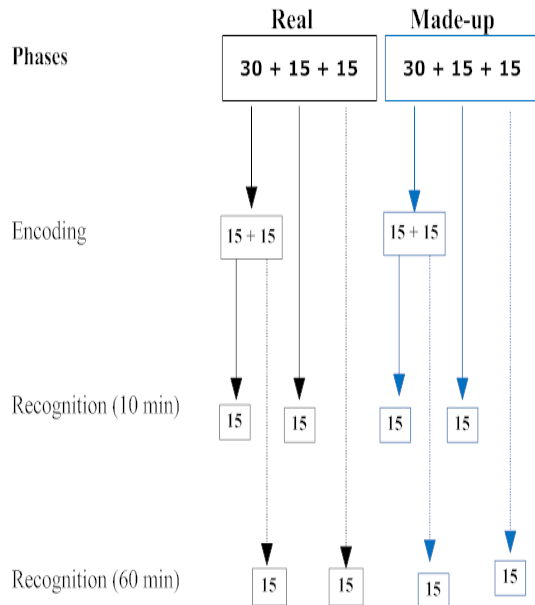 Real Made-up
Phases
30 + 15 + 15 30 + 15 + 15
Encoding 15 + 15 15 + 15
Recognition (10 min) 15 15 15 15
Recognition (60 min) 15 15 15 15